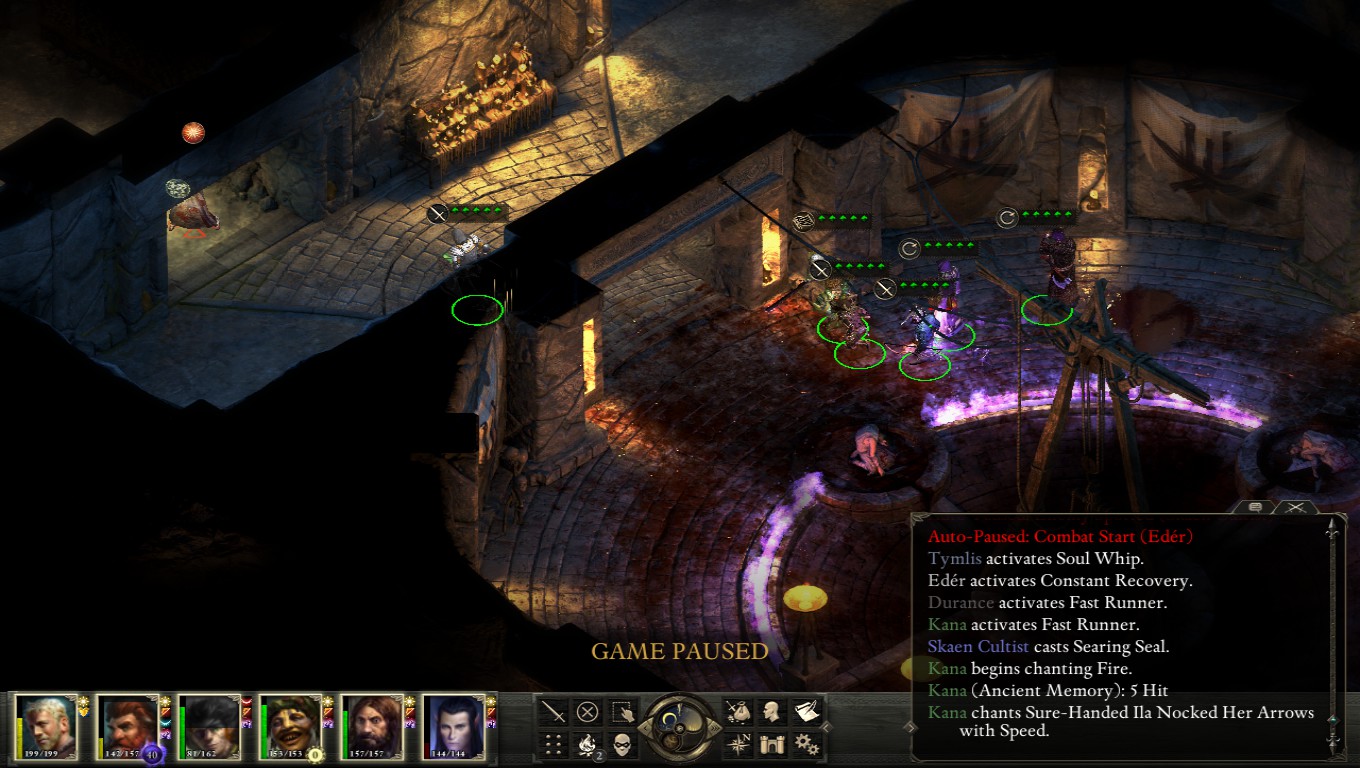 GAME PAUSED
Auto-Paused: Combat Start (Edér)
Tymlis activates Soul Whip.
Edér activates Constant Recovery.
Durance activates Fast Runner.
Kana activates Fast Runner.
Skaen Cultist casts Searing Seal.
Kana begins chanting Fire.
Kana (Ancient Memory): 5 Hit
Kana chants Sure-Handed Ila Nocked Her Arrows
with Speed.
199/199
142/157
40
81/162
153/153
0
157/157
144/144
2